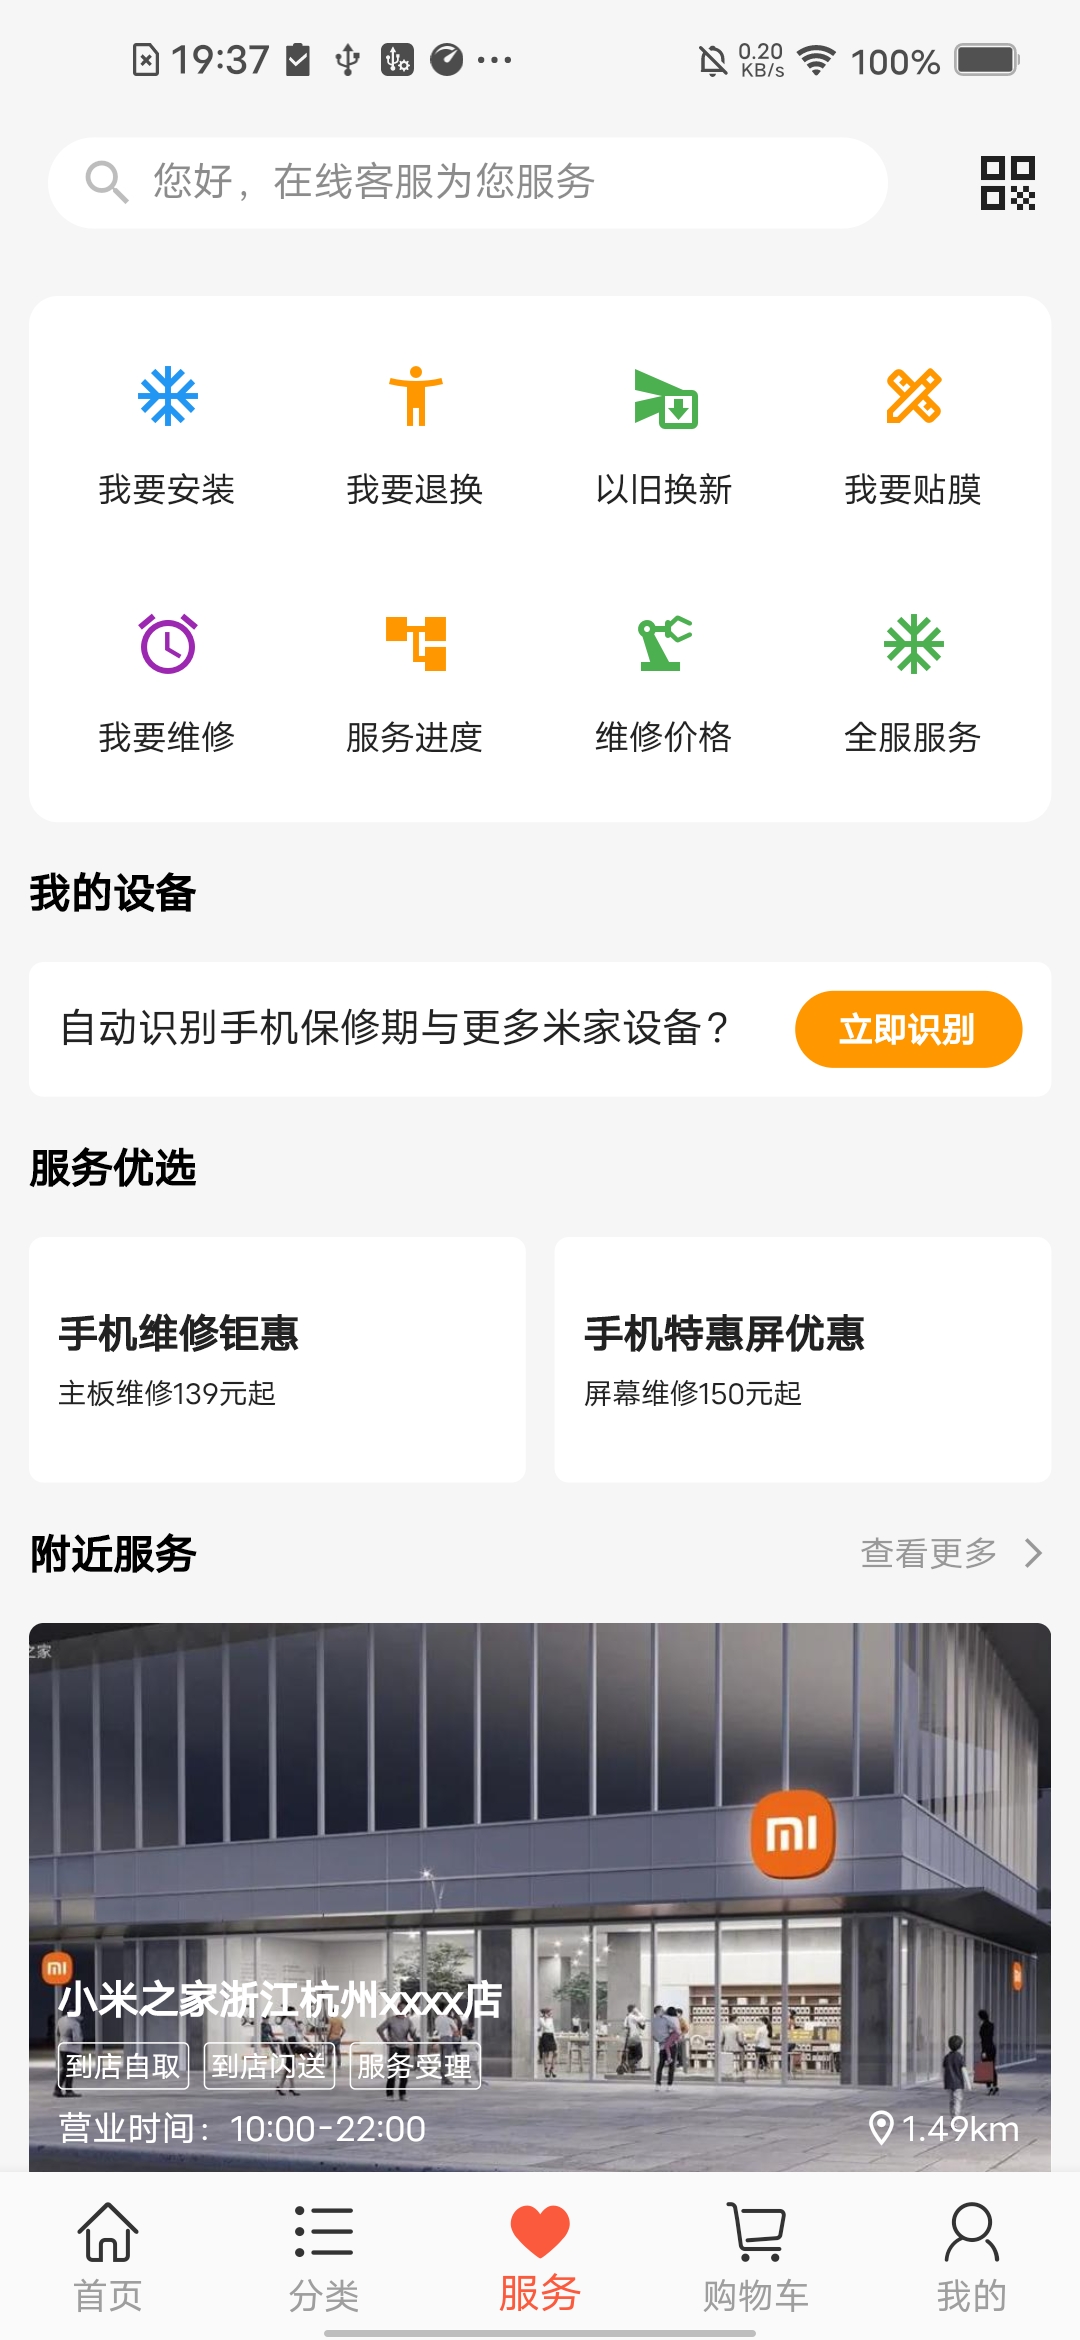 19:37
0.20
KB/s
100%
您好，在线客服为您服务
我要安装 我要退换 以旧换新 我要贴膜
我要维修 服务进度 维修价格 全服服务
我的设备
自动识别手机保修期与更多米家设备？ 立即识别
服务优选
手机维修钜惠 手机特惠屏优惠
主板维修139元起 屏幕维修150元起
附近服务 查看更多
之家
mi
mi
小米之家浙江杭州xxxx店
到店自取 到店闪送 服务受理
营业时间：10:00-22:00 1.49km
首页 分类 服务 购物车 我的